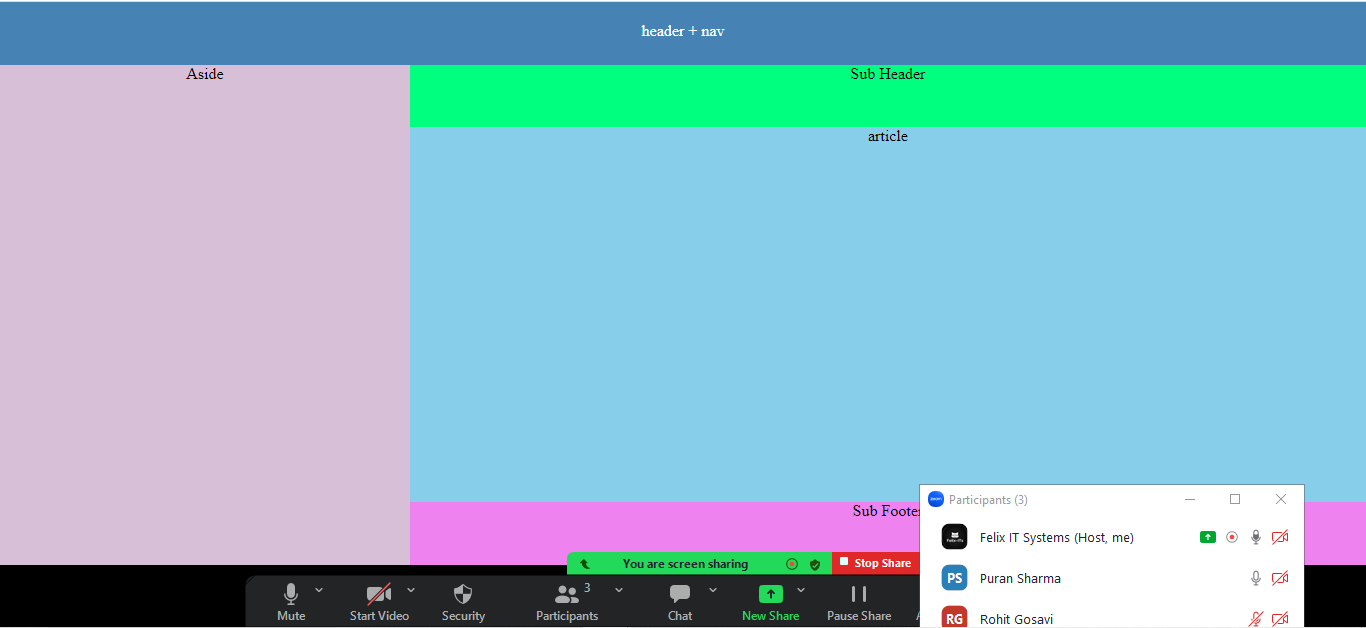 header + nav
Aside
Sub Header
article
Sub Footer
Participants (3)
Felix IT Systems (Host, me)
PS Puran Sharma
RG Rohit Gosavi
You are screen sharing
Stop Share
3
Mute
Start Video
Security
Participants
Chat
New Share
Pause Share